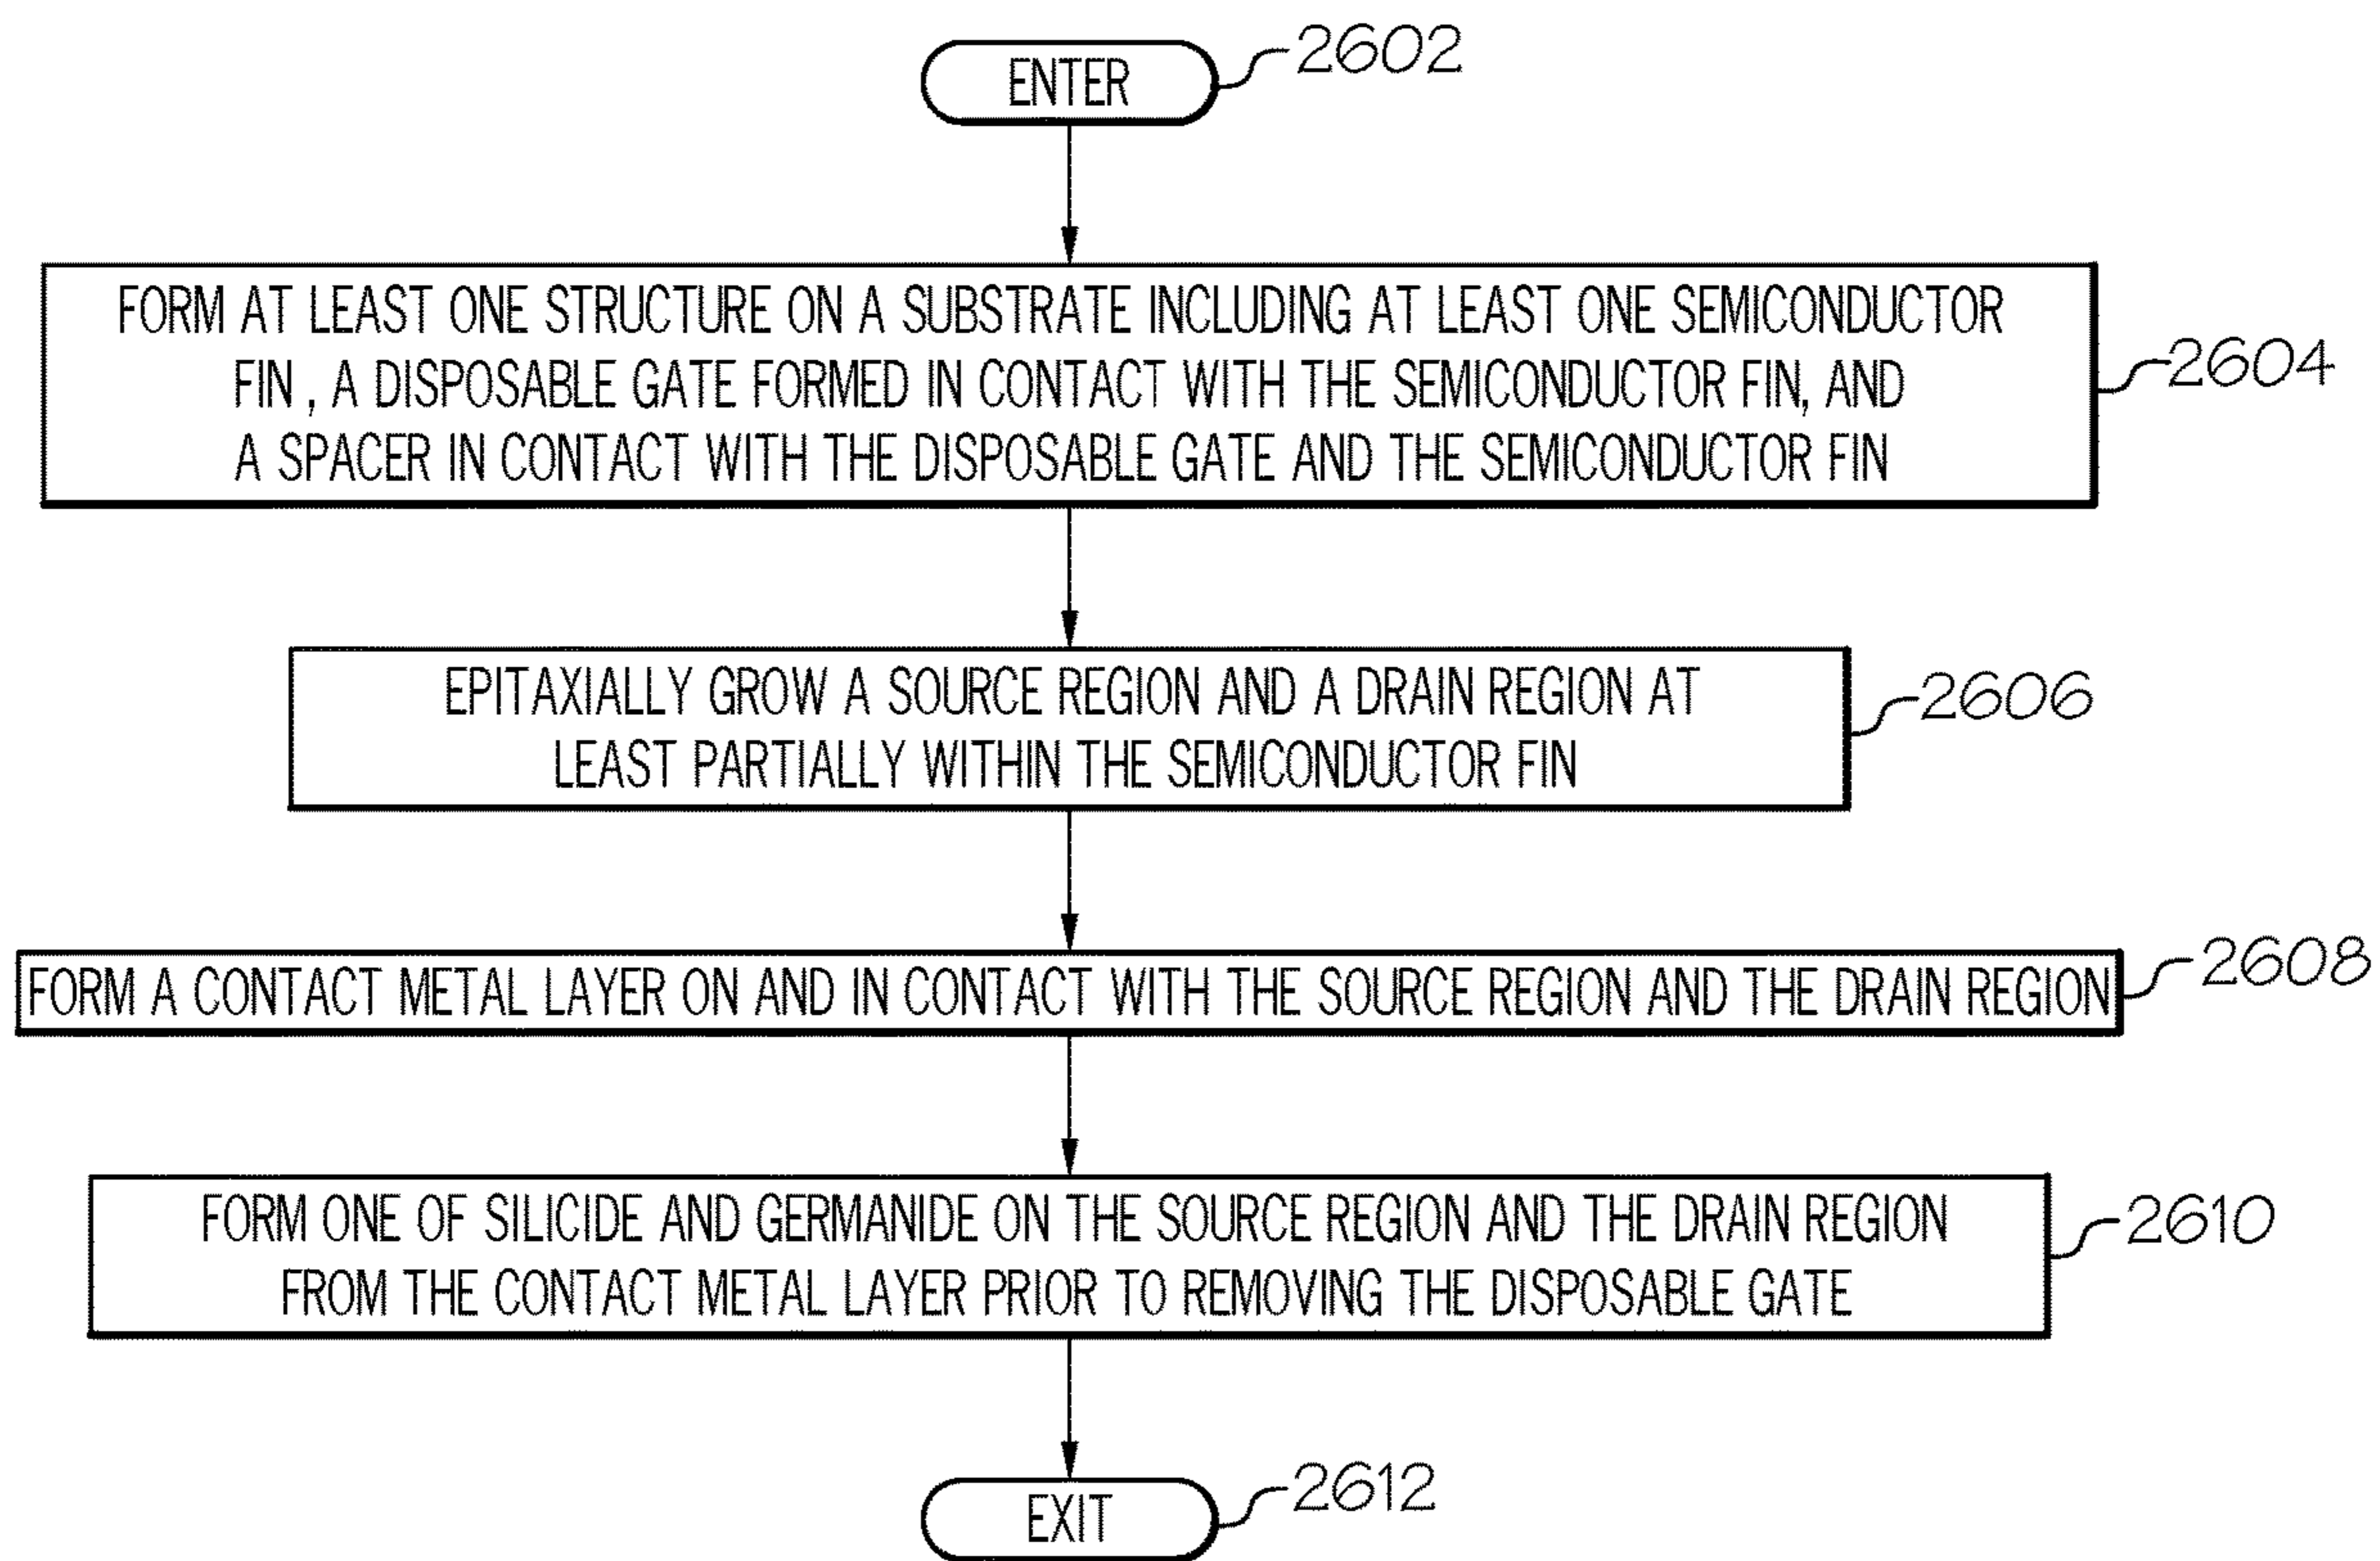 ENTER
2602
FORM AT LEAST ONE STRUCTURE ON A SUBSTRATE INCLUDING AT LEAST ONE SEMICONDUCTOR
FIN , A DISPOSABLE GATE FORMED IN CONTACT WITH THE SEMICONDUCTOR FIN, AND
A SPACER IN CONTACT WITH THE DISPOSABLE GATE AND THE SEMICONDUCTOR FIN
2604
EPITAXIALLY GROW A SOURCE REGION AND A DRAIN REGION AT
LEAST PARTIALLY WITHIN THE SEMICONDUCTOR FIN
2606
FORM A CONTACT METAL LAYER ON AND IN CONTACT WITH THE SOURCE REGION AND THE DRAIN REGION
2608
FORM ONE OF SILICIDE AND GERMANIDE ON THE SOURCE REGION AND THE DRAIN REGION
FROM THE CONTACT METAL LAYER PRIOR TO REMOVING THE DISPOSABLE GATE
2610
EXIT
2612